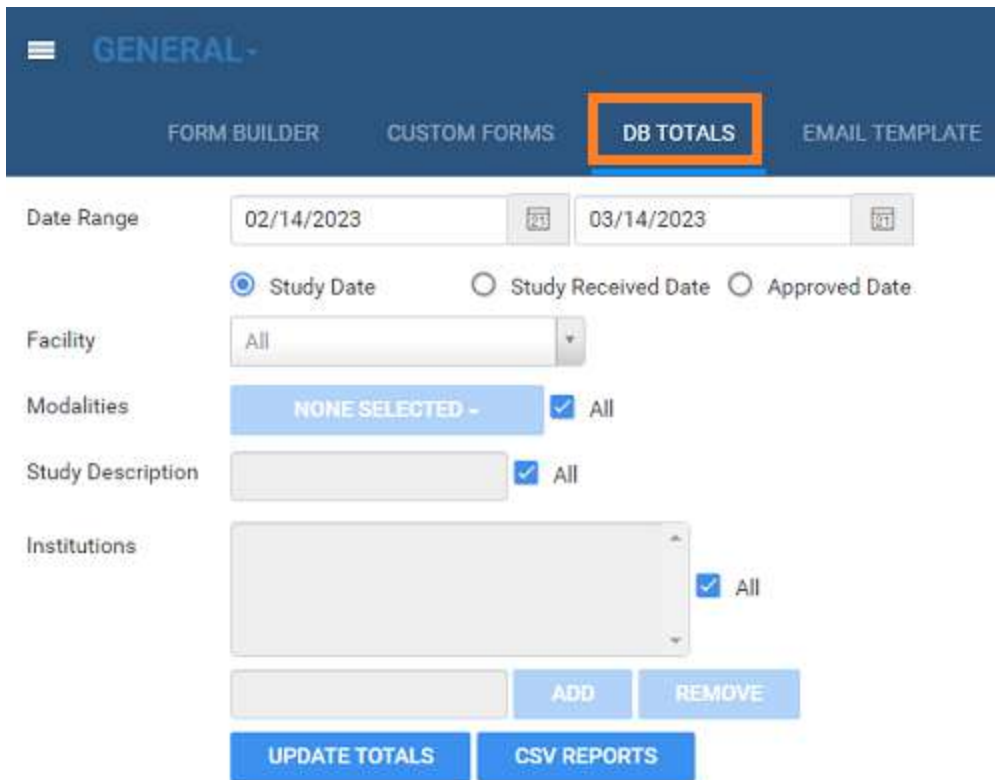 GENERAL
FORM BUILDER CUSTOM FORMS DB TOTALS EMAIL TEMPLATE
Date Range 02/14/2023 21 03/14/2023 21
Study Date Study Received Date Approved Date
Facility All
Modalities NONE SELECTED All
Study Description All
Institutions
All
ADD REMOVE
UPDATE TOTALS CSV REPORTS